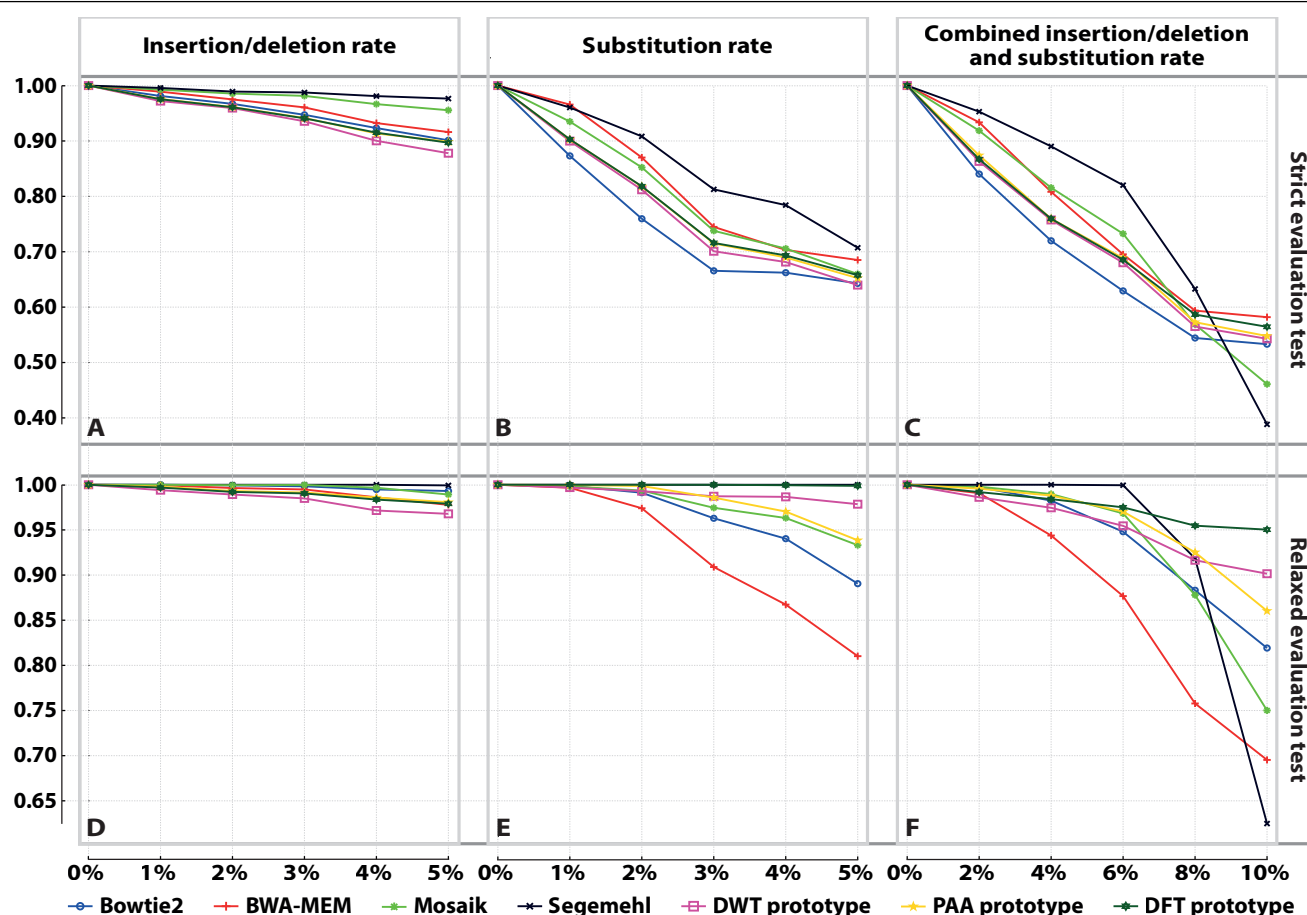 Insertion/deletion rate
Substitution rate
Combined insertion/deletion
and substitution rate
1.00
0.90
0.80
0.70
0.60
0.50
0.40
A
B
C
Strict evaluation test
1.00
0.95
0.90
0.85
0.80
0.75
0.70
0.65
D
E
F
Relaxed evaluation test
0% 1% 2% 3% 4% 5% 0% 1% 2% 3% 4% 5% 0% 2% 4% 6% 8% 10%
Bowtie2 BWA-MEM Mosaik Segemehl DWT prototype PAA prototype DFT prototype